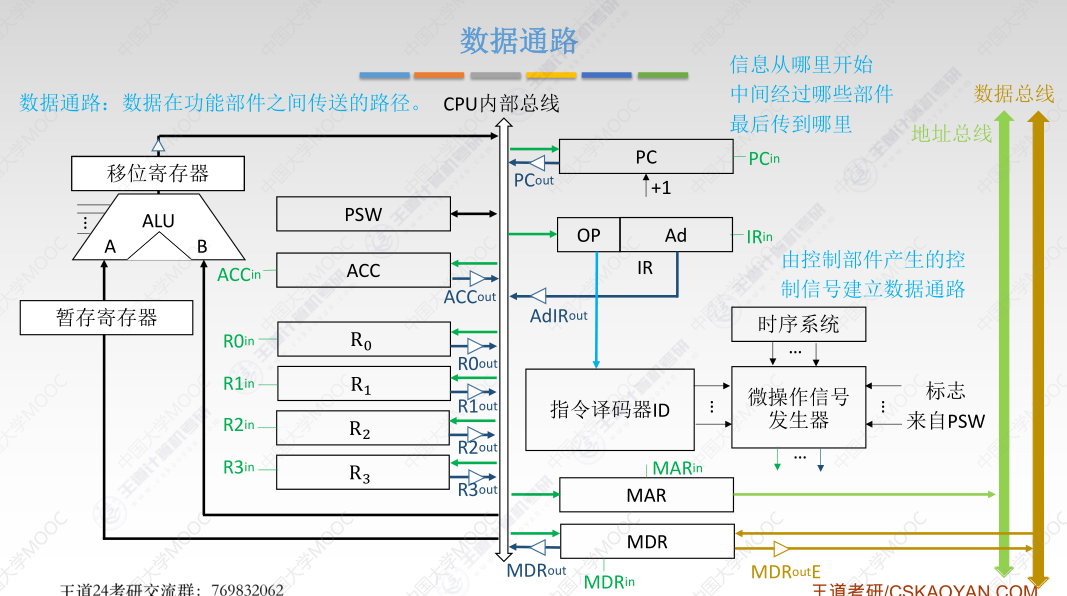 数据通路
数据通路：数据在功能部件之间传送的路径。
CPU内部总线
信息从哪里开始
中间经过哪些部件
最后传到哪里
数据总线
地址总线
移位寄存器
ALU
A
B
暂存寄存器
PSW
ACCin
ACC
ACCout
R0in
R0
R0out
R1in
R1
R1out
R2in
R2
R2out
R3in
R3
R3out
PC
PCin
PCout
+1
OP
Ad
IRin
IR
AdIRout
由控制部件产生的控
制信号建立数据通路
时序系统
...
指令译码器ID
...
微操作信号
发生器
...
标志
来自PSW
...
MARin
MAR
MDR
MDRout
MDRin
MDRoutE
王道24考研交流群：769832062
王道考研/CSKAOYAN.COM